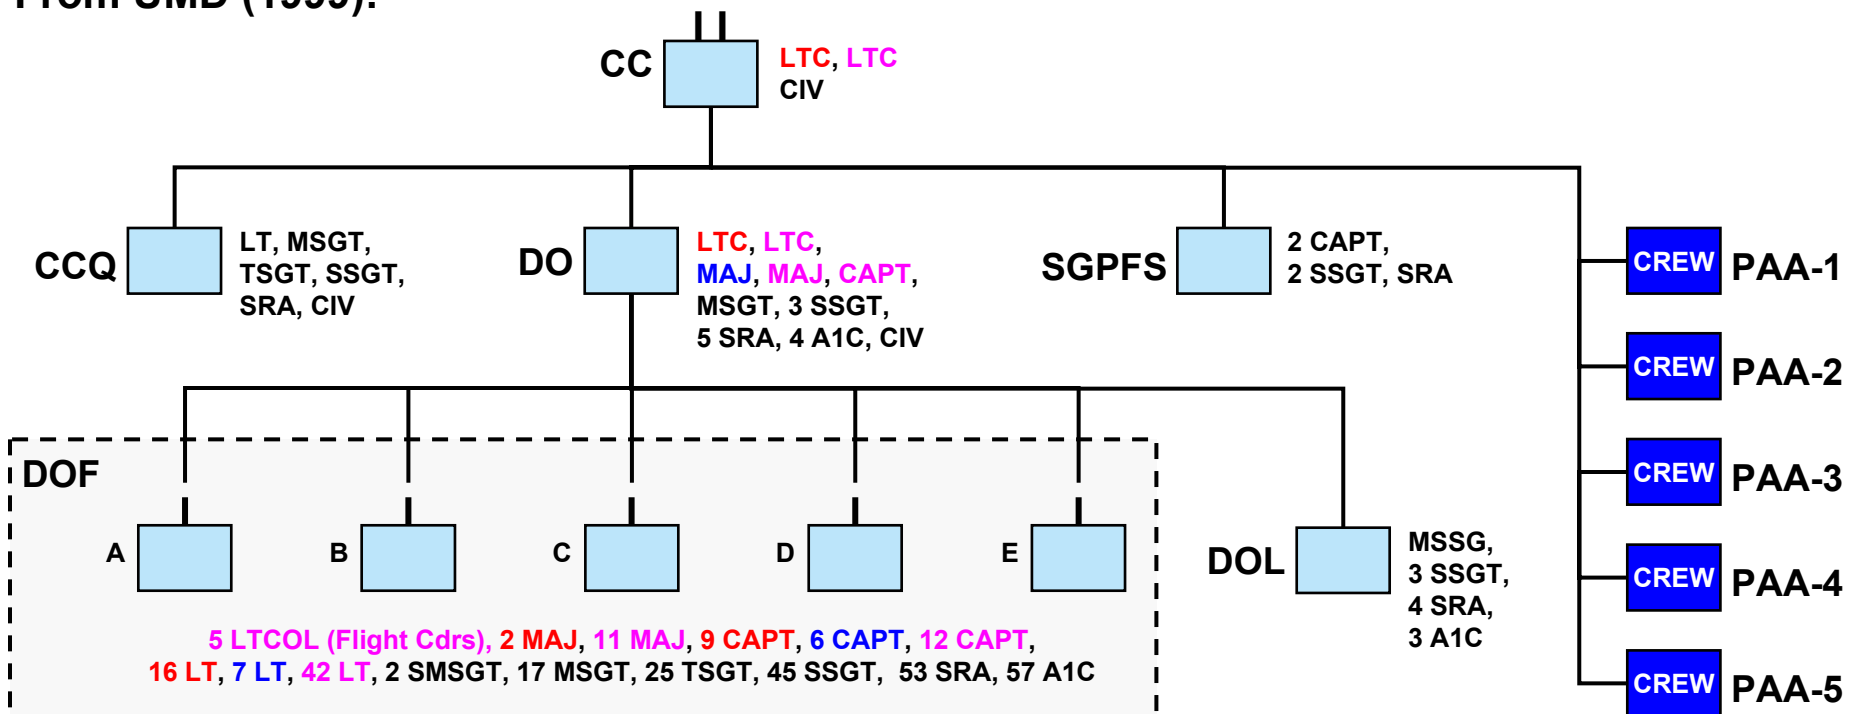 From UMD (1999):
CC
LTC, LTC
CIV
CCQ
LT, MSGT,
TSGT, SSGT,
SRA, CIV
DO
LTC, LTC,
MAJ, MAJ, CAPT,
MSGT, 3 SSGT,
5 SRA, 4 A1C, CIV
SGPFS
2 CAPT,
2 SSGT, SRA
CREW PAA-1
CREW PAA-2
CREW PAA-3
CREW PAA-4
CREW PAA-5
DOF
A
B
C
D
E
5 LTCOL (Flight Cdrs), 2 MAJ, 11 MAJ, 9 CAPT, 6 CAPT, 12 CAPT,
16 LT, 7 LT, 42 LT, 2 SMSGT, 17 MSGT, 25 TSGT, 45 SSGT, 53 SRA, 57 A1C
DOL
MSSG,
3 SSGT,
4 SRA,
3 A1C